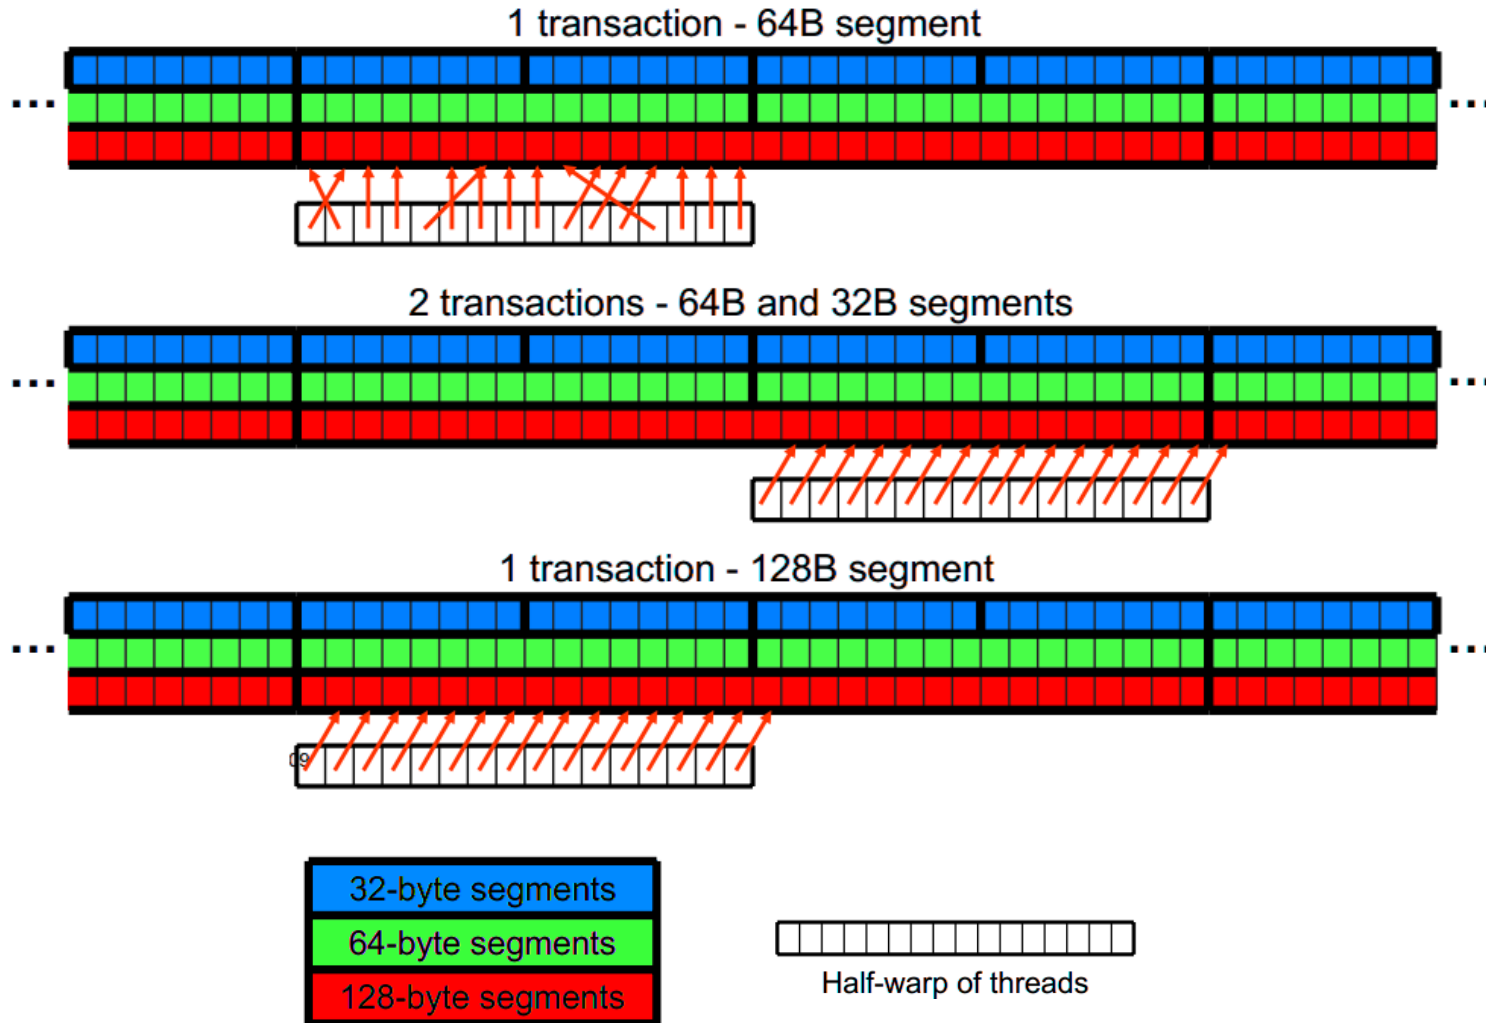 1 transaction - 64B segment
... ...
2 transactions - 64B and 32B segments
... ...
1 transaction - 128B segment
... ...
09
32-byte segments
64-byte segments
128-byte segments
Half-warp of threads